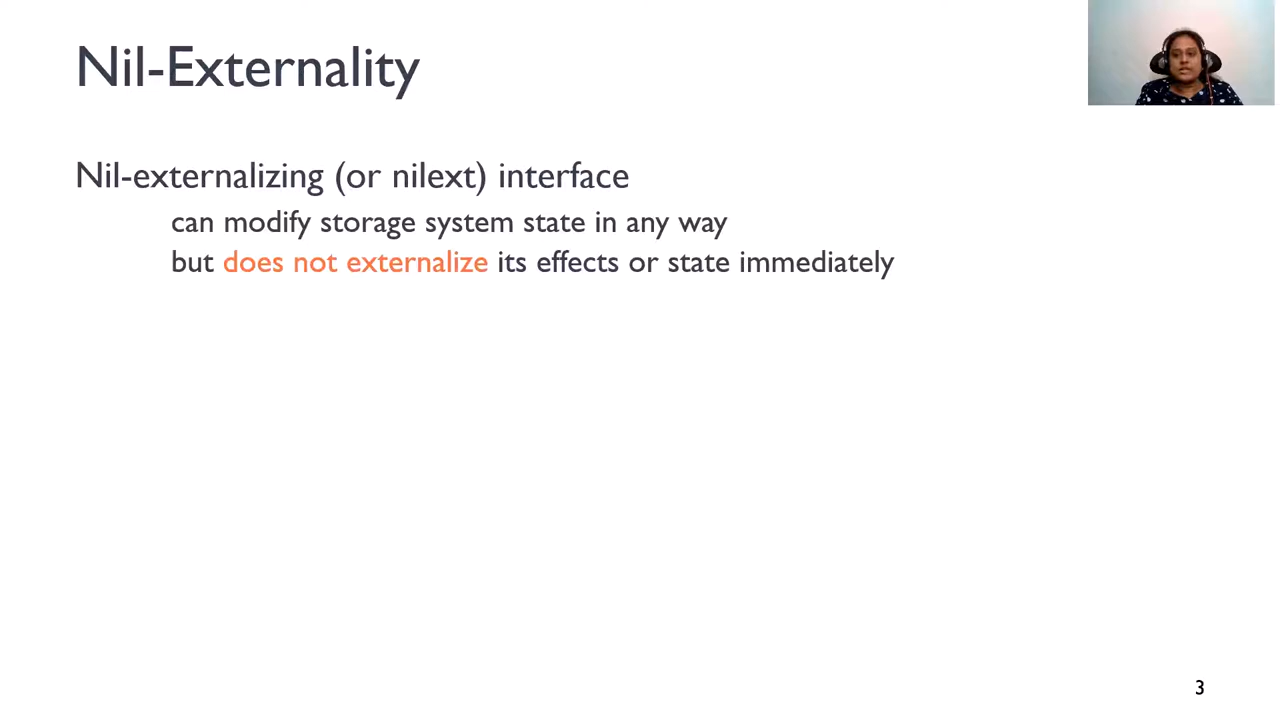 Nil-Externality
Nil-externalizing (or nilext) interface
can modify storage system state in any way
but does not externalize its effects or state immediately
3